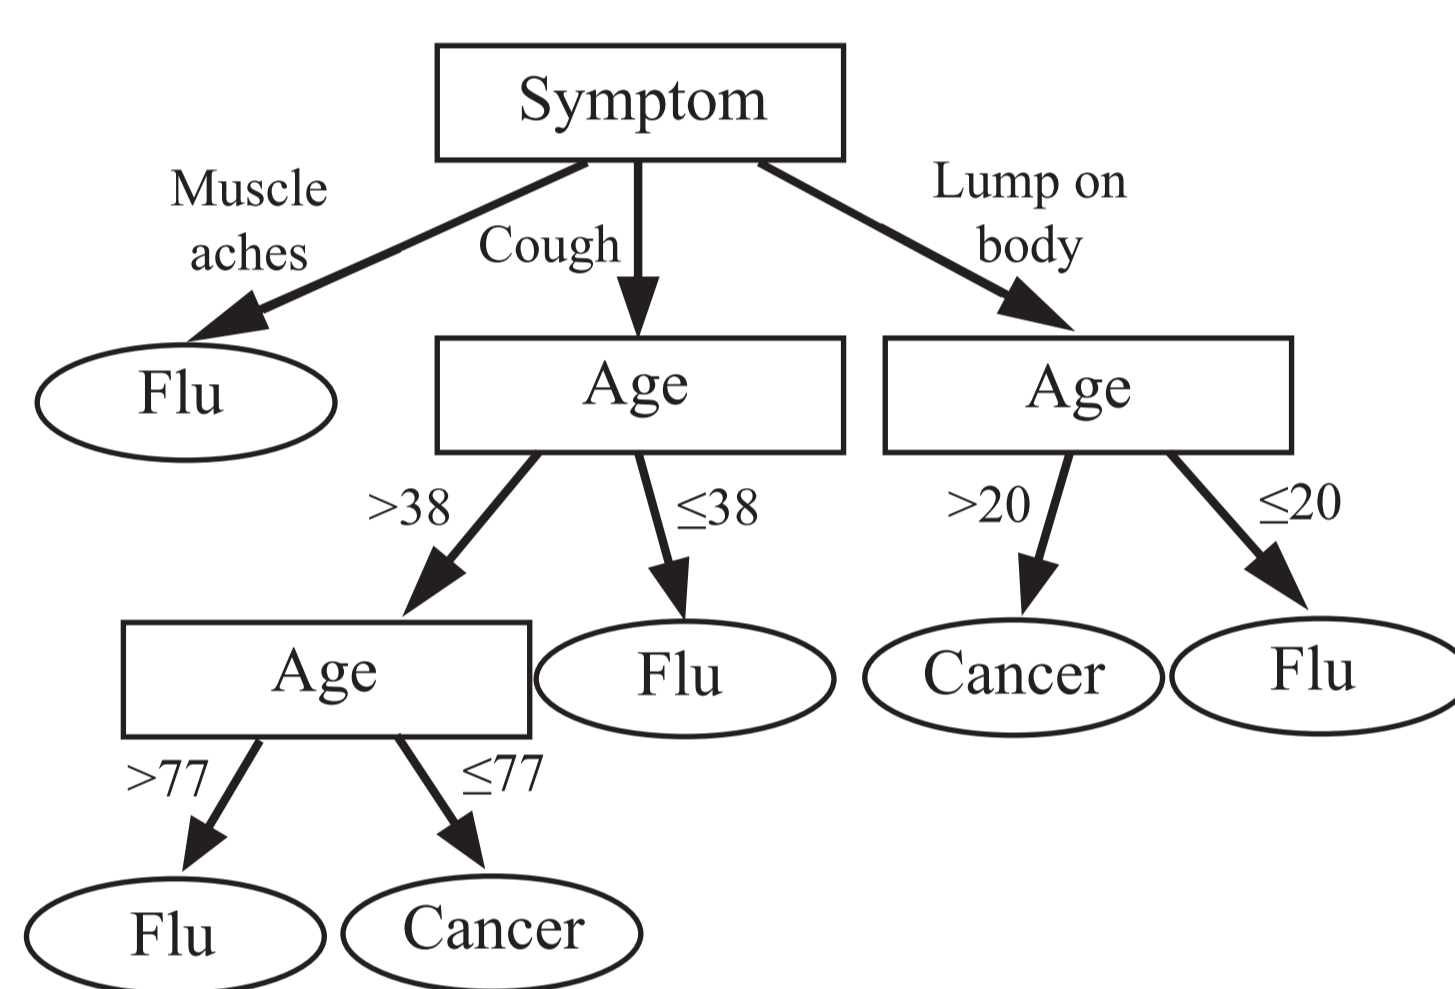 Symptom
Muscle
aches
Cough
Lump on
body
Flu
Age
Age
>38
≤38
>20
≤20
Age
Flu
Cancer
Flu
>77
≤77
Flu
Cancer